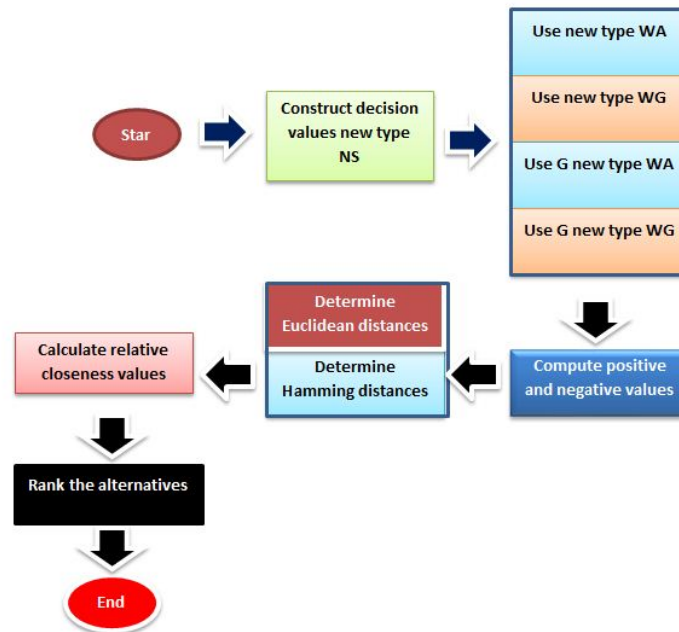 Star
Construct decision
values new type
NS
Use new type WA
Use new type WG
Use G new type WA
Use G new type WG
Compute positive
and negative values
Determine
Euclidean distances
Determine
Hamming distances
Calculate relative
closeness values
Rank the alternatives
End